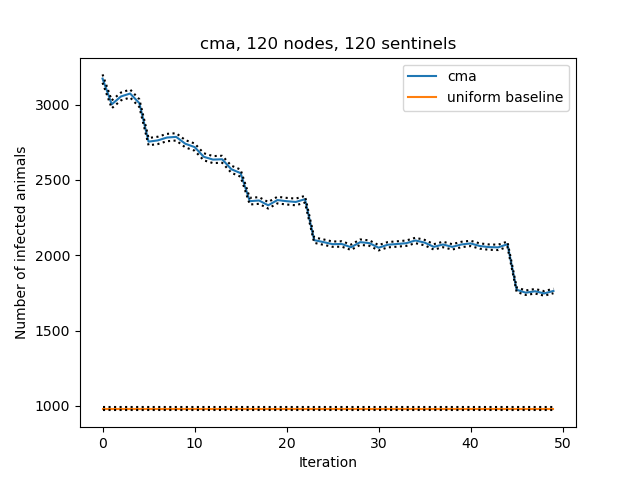 cma, 120 nodes, 120 sentinels
cma
uniform baseline
Number of infected animals
3000
2500
2000
1500
1000
0 10 20 30 40 50
Iteration